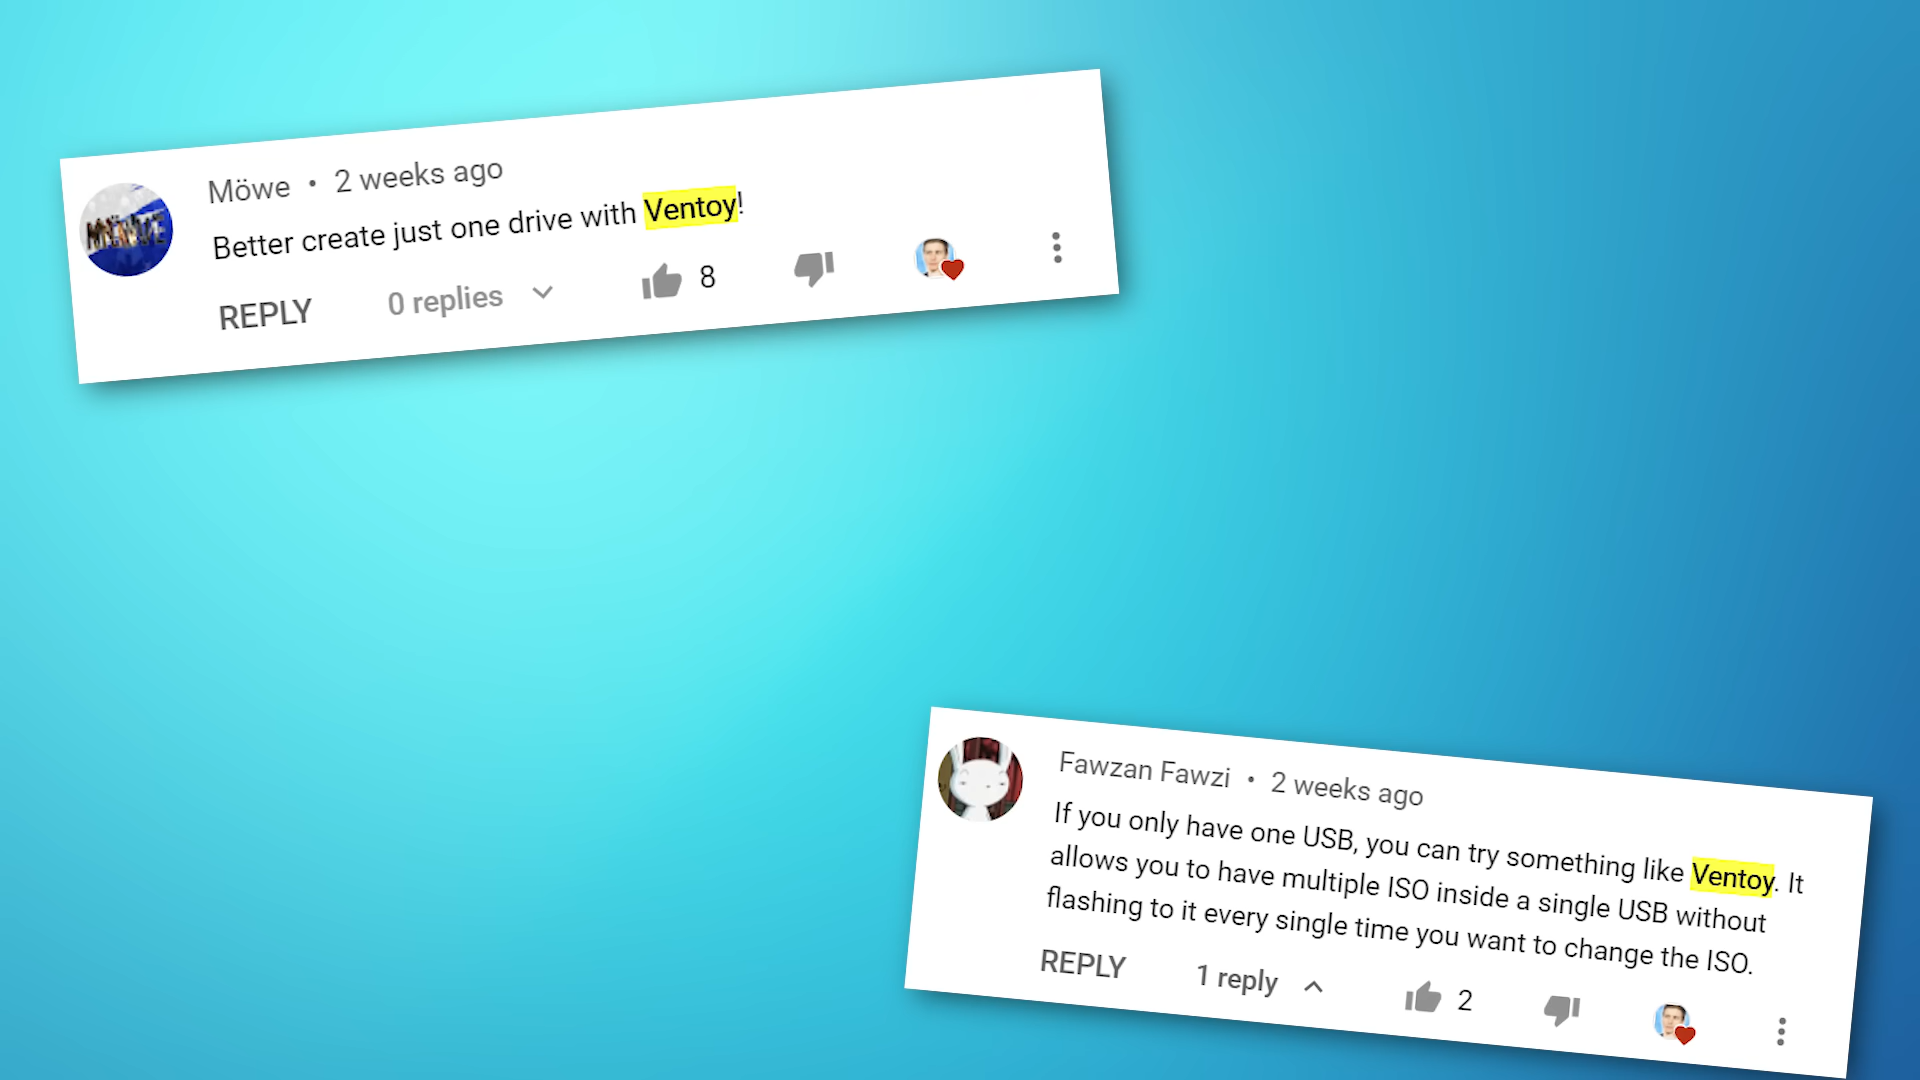 Möwe • 2 weeks ago
Better create just one drive with Ventoy!
REPLY 0 replies 8
Fawzan Fawzi • 2 weeks ago
If you only have one USB, you can try something like Ventoy. It
allows you to have multiple ISO inside a single USB without
flashing to it every single time you want to change the ISO.
REPLY 1 reply 2